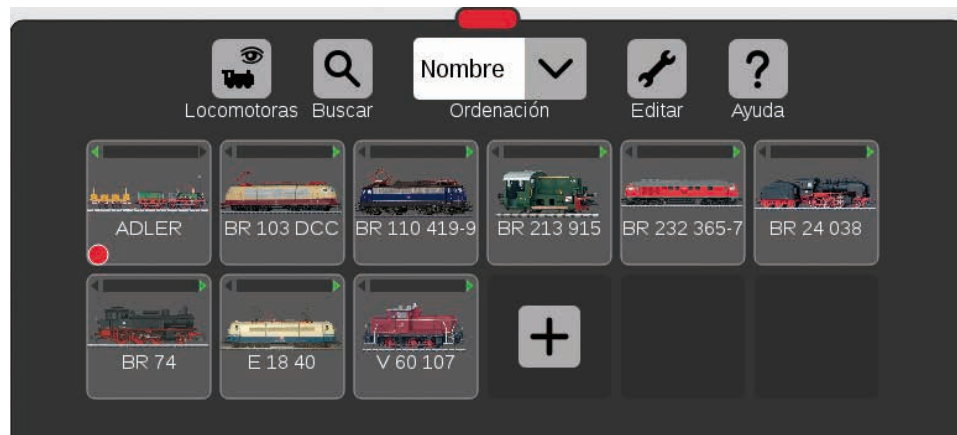 Nombre
Locomotoras Buscar Ordenación Editar Ayuda
ADLER BR 103 DCC BR 110 419-9 BR 213 915 BR 232 365-7 BR 24 038
BR 74 E 18 40 V 60 107